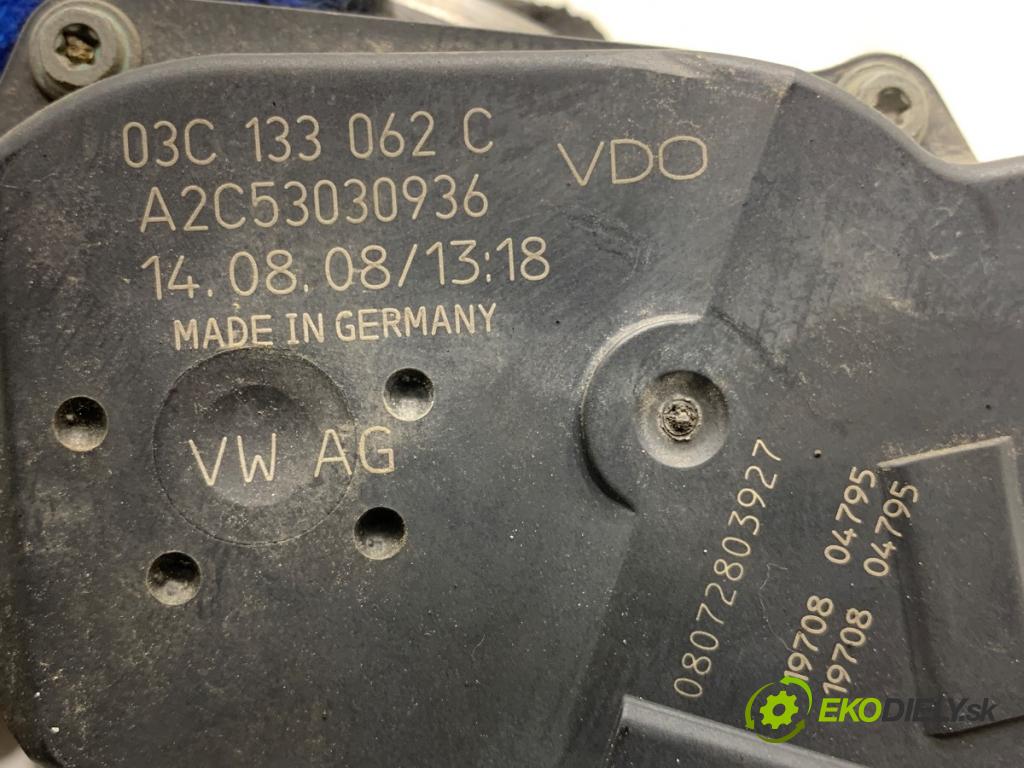 03C 133 062 C
VDO
A2C53030936
14.08.08/13:18
MADE IN GERMANY
VW AG
08072803927
19708 04795
19708 04795
EKODIELY.sk